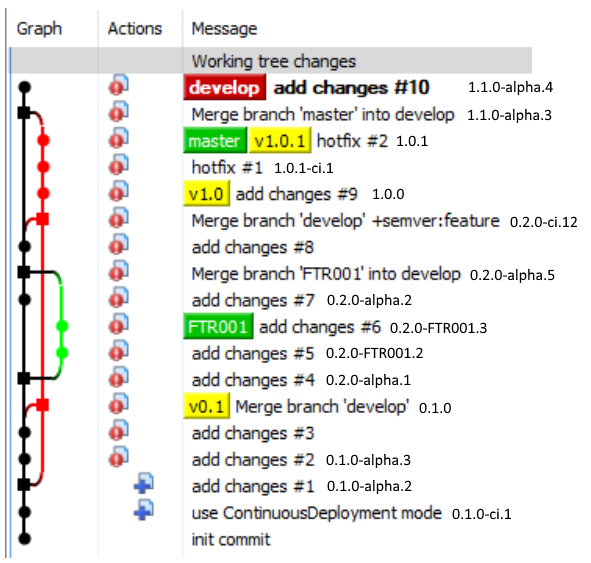 Graph Actions Message
Working tree changes
develop add changes #10 1.1.0-alpha.4
Merge branch 'master' into develop 1.1.0-alpha.3
master v1.0.1 hotfix #2 1.0.1
hotfix #1 1.0.1-ci.1
v1.0 add changes #9 1.0.0
Merge branch 'develop' +semver:feature 0.2.0-ci.12
add changes #8
Merge branch 'FTR001' into develop 0.2.0-alpha.5
add changes #7 0.2.0-alpha.2
FTR001 add changes #6 0.2.0-FTR001.3
add changes #5 0.2.0-FTR001.2
add changes #4 0.2.0-alpha.1
v0.1 Merge branch 'develop' 0.1.0
add changes #3
add changes #2 0.1.0-alpha.3
add changes #1 0.1.0-alpha.2
use ContinuousDeployment mode 0.1.0-ci.1
init commit